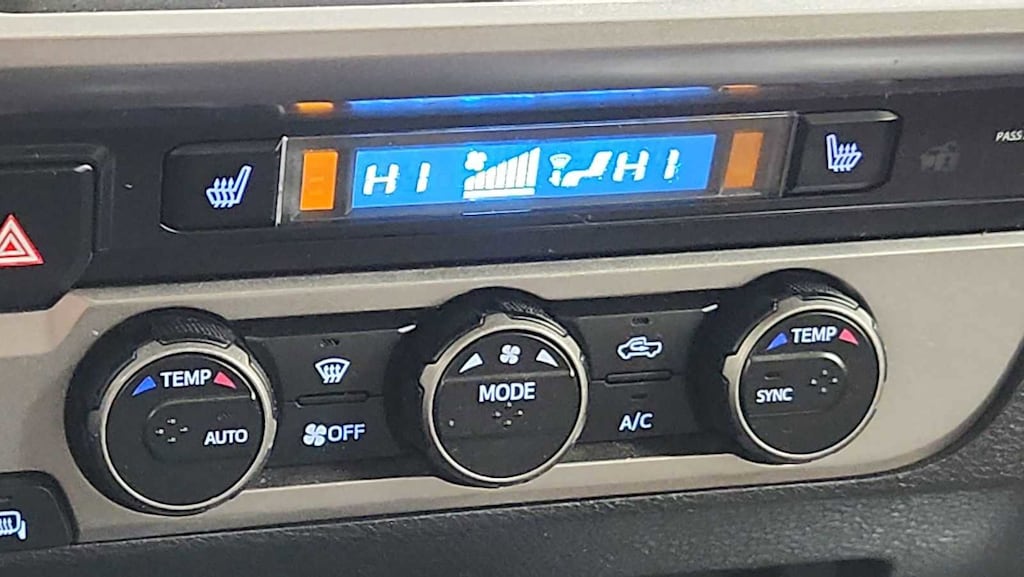 PASS
HI HI
TEMP
AUTO
OFF
MODE
A/C
TEMP
SYNC